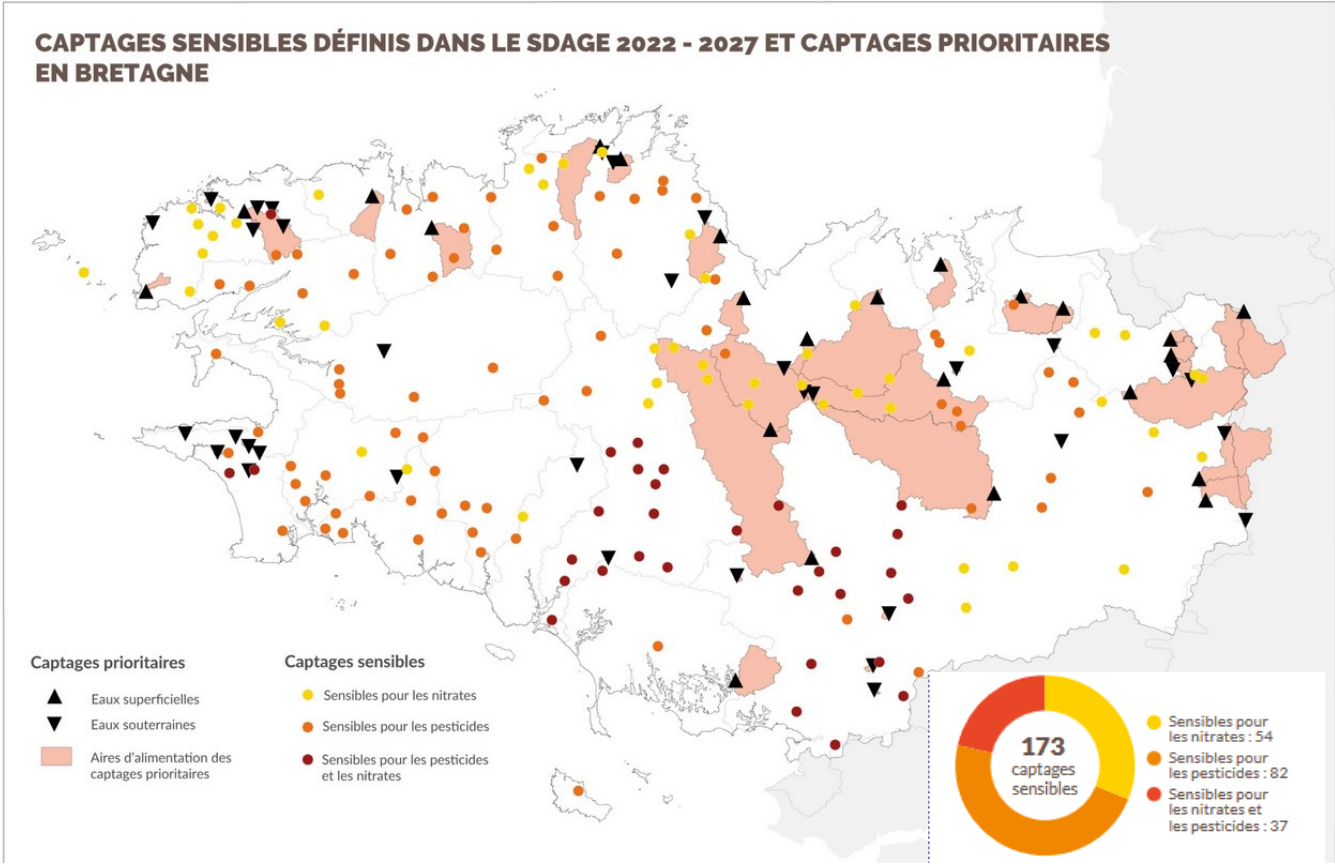 CAPTAGES SENSIBLES DÉFINIS DANS LE SDAGE 2022 - 2027 ET CAPTAGES PRIORITAIRES
EN BRETAGNE
Captages prioritaires
Eaux superficielles
Eaux souterraines
Aires d'alimentation des
captages prioritaires
Captages sensibles
Sensibles pour les nitrates
Sensibles pour les pesticides
Sensibles pour les pesticides
et les nitrates
173
captages
sensibles
Sensibles pour
les nitrates : 54
Sensibles pour
les pesticides : 82
Sensibles pour
les nitrates et
les pesticides : 37